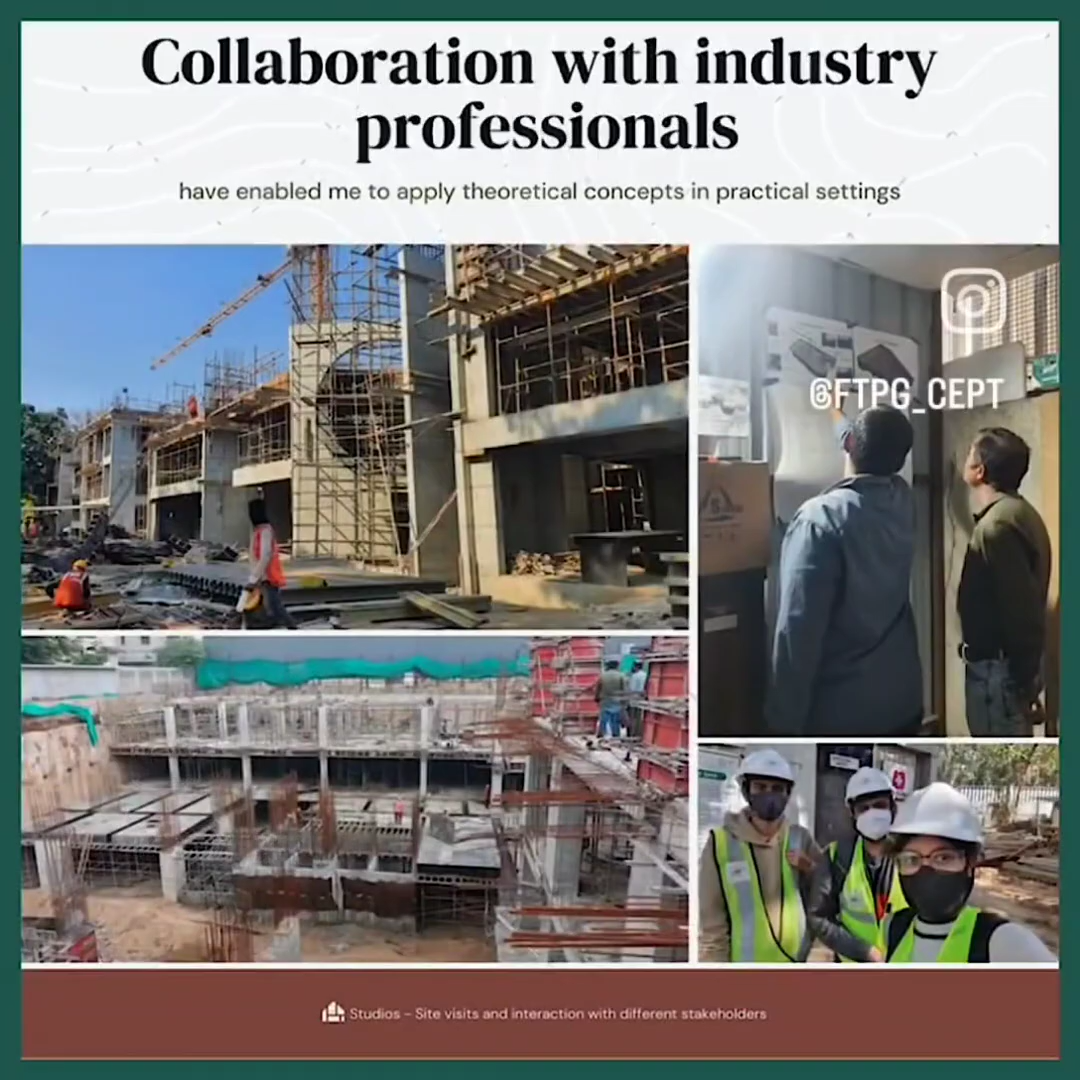 Collaboration with industry
professionals
have enabled me to apply theoretical concepts in practical settings
@FTPG_CEPT
Studios - Site visits and interaction with different stakeholders